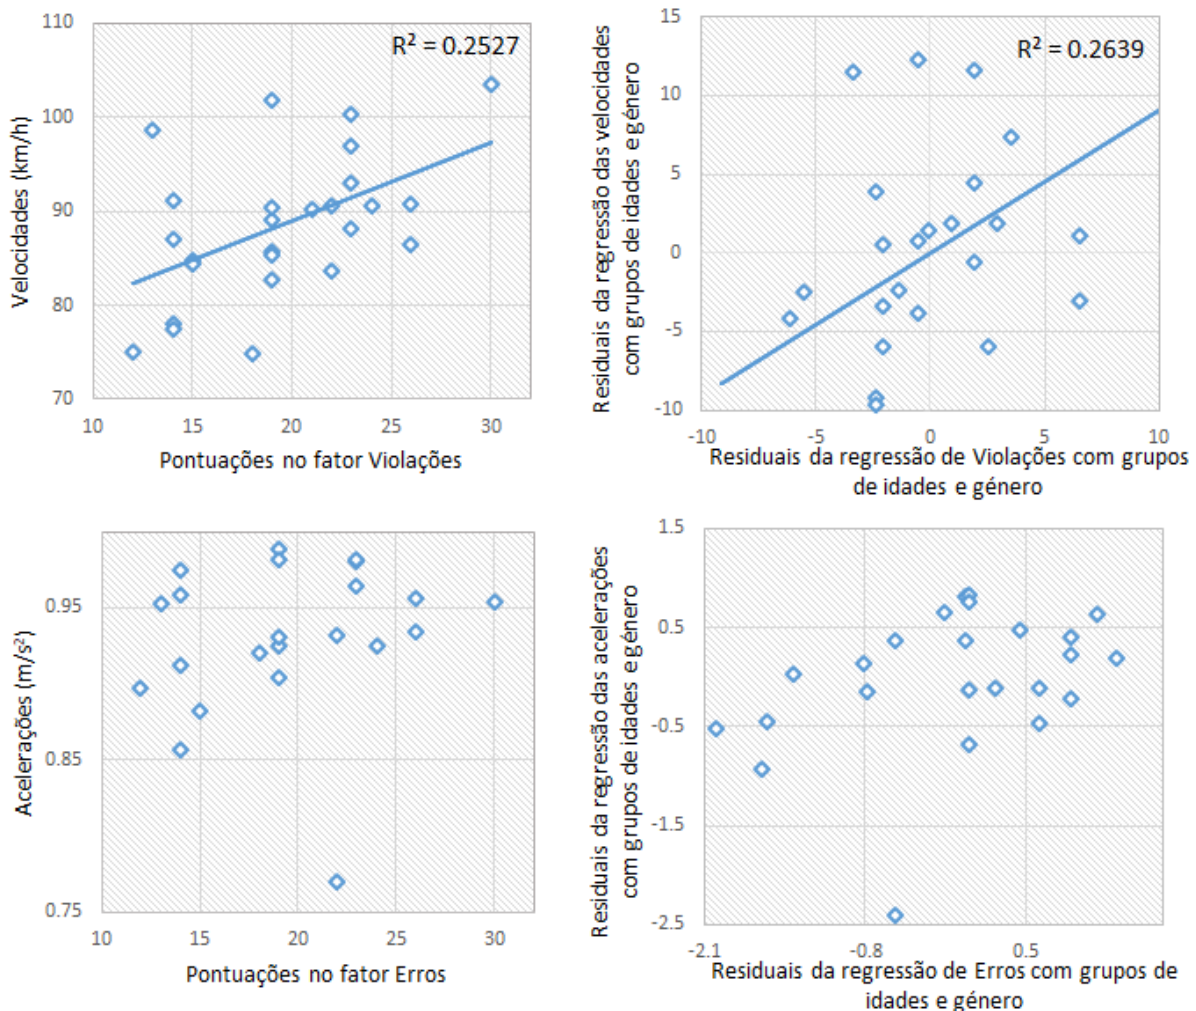 110
100
90
80
70
Velocidades (km/h)
R² = 0.2527
10
15
20
25
30
Pontuações no fator Violações
15
10
5
0
-5
-10
Residuais da regressão das velocidades
com grupos de idades e género
R² = 0.2639
-10
-5
0
5
10
Residuais da regressão de Violações com grupos
de idades e género
0.95
0.85
0.75
Acelerações (m/s²)
10
15
20
25
30
Pontuações no fator Erros
1.5
0.5
-0.5
-1.5
-2.5
Residuais da regressão das acelerações
com grupos de idades e género
-2.1
-0.8
0.5
Residuais da regressão de Erros com grupos de
idades e género